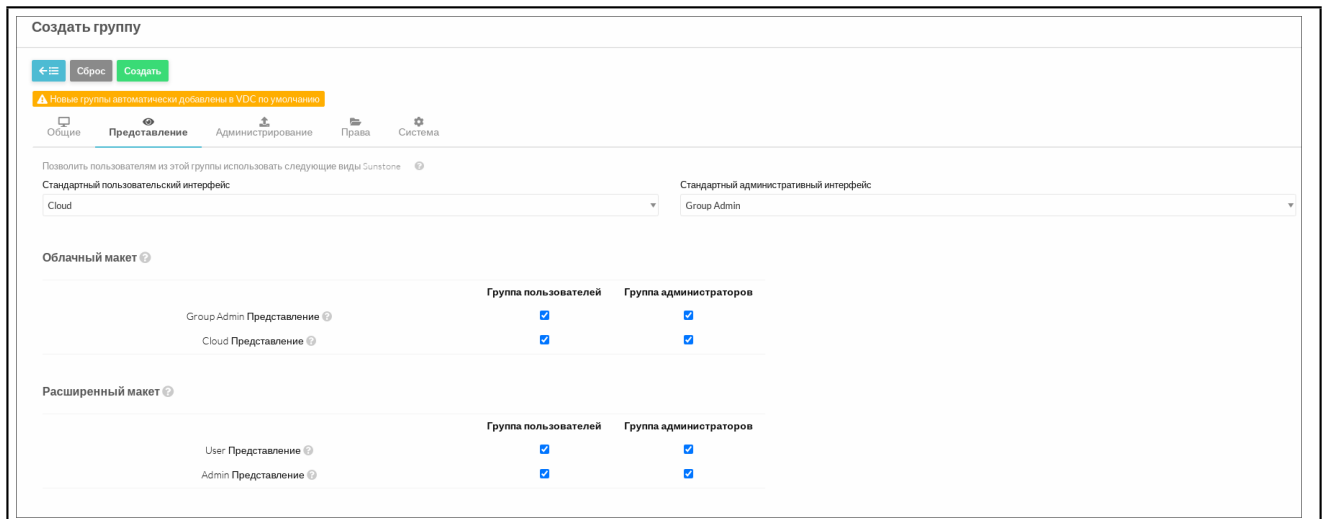 Создать группу
Сброс Создать
Новые группы автоматически добавлены в VDC по умолчанию
Общие Представление Администрирование Права Система
Позволить пользователям из этой группы использовать следующие виды Sunstone
Стандартный пользовательский интерфейс Стандартный административный интерфейс
Cloud Group Admin
Облачный макет
Группа пользователей Группа администраторов
Group Admin Представление
Cloud Представление
Расширенный макет
Группа пользователей Группа администраторов
User Представление
Admin Представление